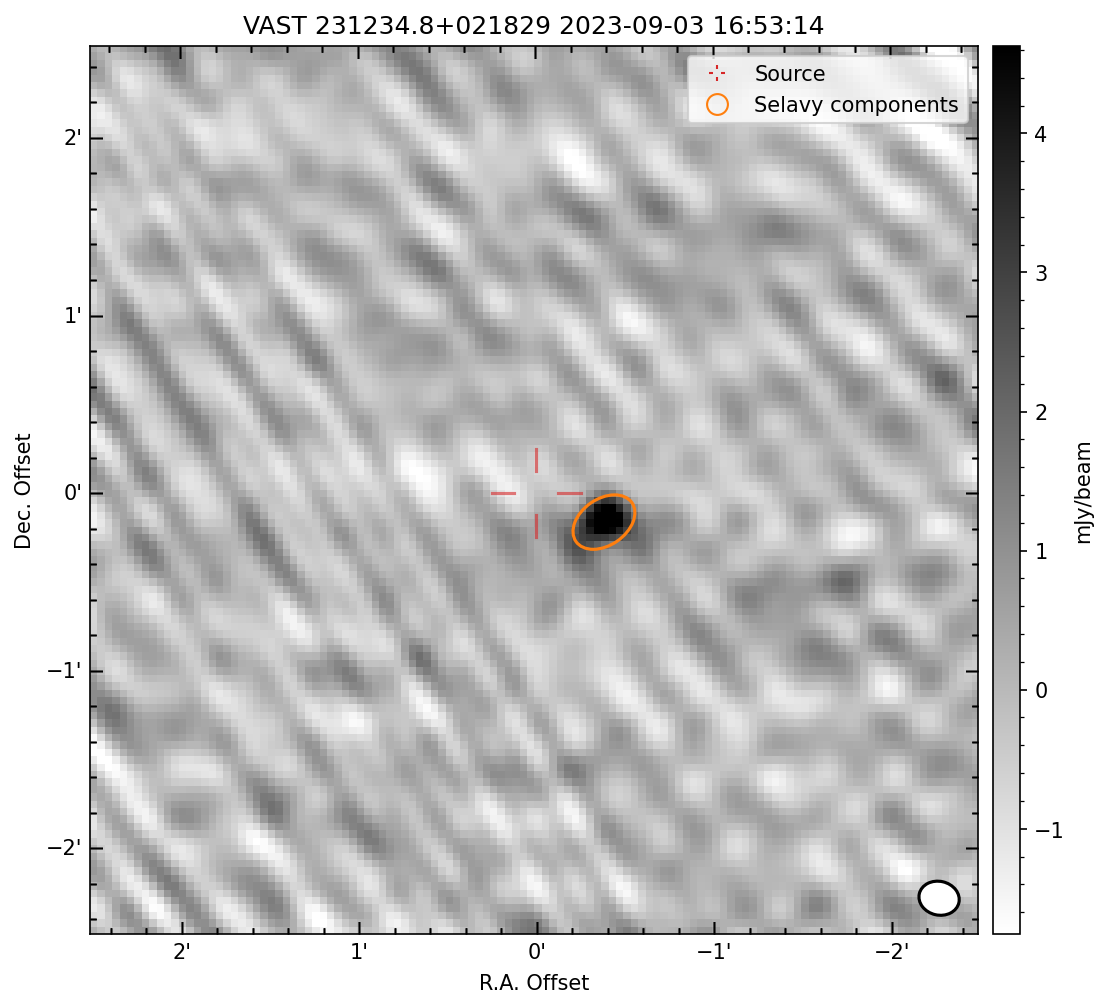 VAST 231234.8+021829 2023-09-03 16:53:14
Source
Selavy components
2'
1'
0'
−1'
−2'
Dec. Offset
2'
1'
0'
−1'
−2'
R.A. Offset
4
3
2
1
0
−1
mJy/beam